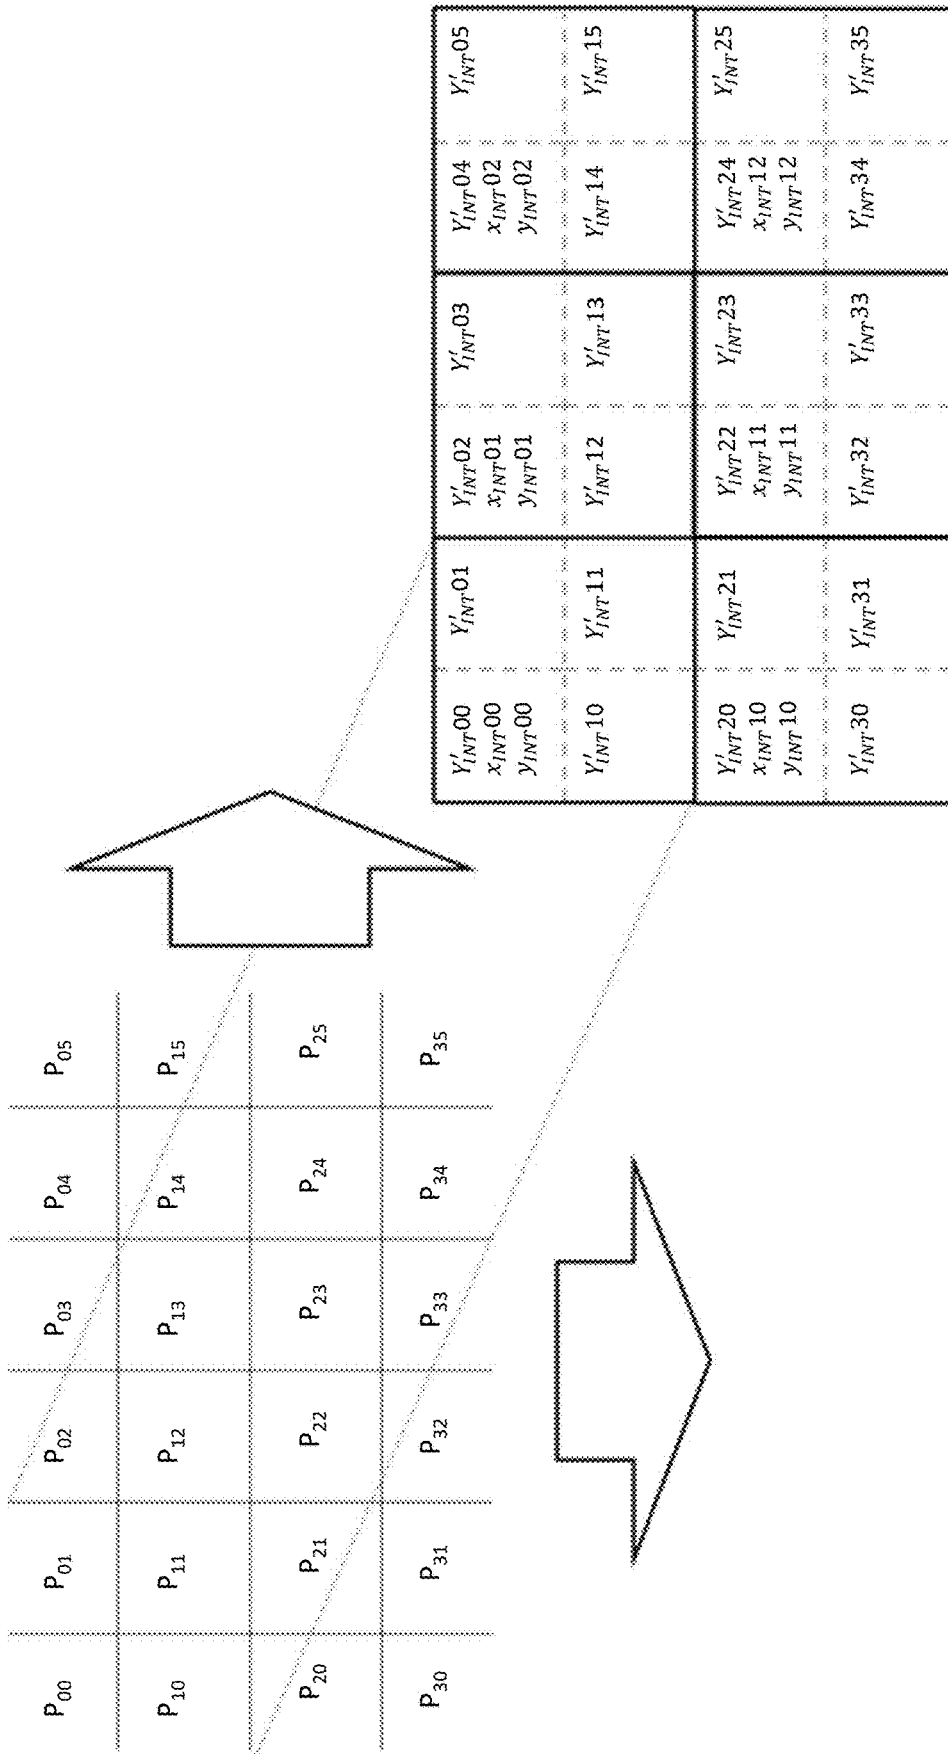 P₀₀ P₀₁ P₀₂ P₀₃ P₀₄ P₀₅
P₁₀ P₁₁ P₁₂ P₁₃ P₁₄ P₁₅
P₂₀ P₂₁ P₂₂ P₂₃ P₂₄ P₂₅
P₃₀ P₃₁ P₃₂ P₃₃ P₃₄ P₃₅
Y'INT00 Y'INT01 Y'INT02 Y'INT03 Y'INT04 Y'INT05
xINT00 xINT01 xINT02
yINT00 yINT01 yINT02
Y'INT10 Y'INT11 Y'INT12 Y'INT13 Y'INT14 Y'INT15
Y'INT20 Y'INT21 Y'INT22 Y'INT23 Y'INT24 Y'INT25
xINT10 xINT11 xINT12
yINT10 yINT11 yINT12
Y'INT30 Y'INT31 Y'INT32 Y'INT33 Y'INT34 Y'INT35